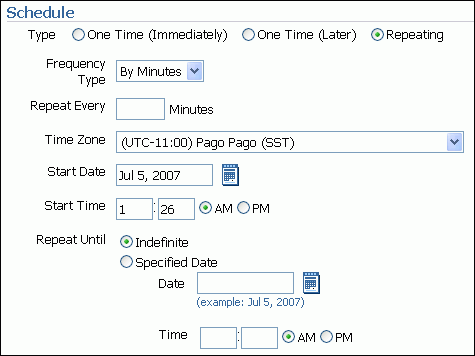 Schedule
Type One Time (Immediately) One Time (Later) Repeating
Frequency Type By Minutes
Repeat Every Minutes
Time Zone (UTC-11:00) Pago Pago (SST)
Start Date Jul 5, 2007
Start Time 1 : 26 AM PM
Repeat Until Indefinite
Specified Date
Date
(example: Jul 5, 2007)
Time : AM PM